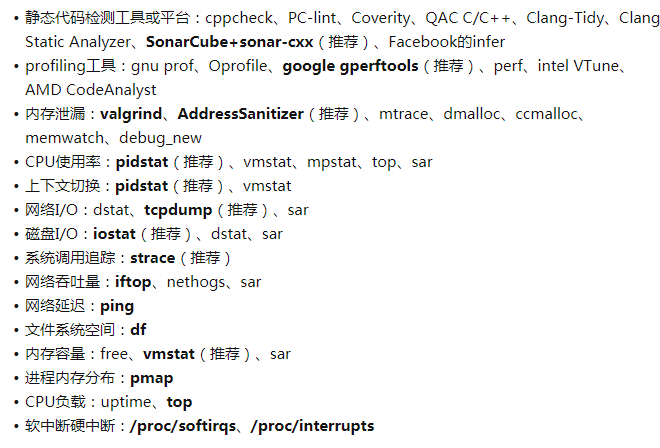 • 静态代码检测工具或平台：cppcheck、PC-lint、Coverity、QAC C/C++、Clang-Tidy、Clang
Static Analyzer、SonarCube+sonar-cxx（推荐）、Facebook的infer
• profiling工具：gnu prof、Oprofile、google gperftools（推荐）、perf、intel VTune、
AMD CodeAnalyst
• 内存泄漏：valgrind、AddressSanitizer（推荐）、mtrace、dmalloc、ccmalloc、
memwatch、debug_new
• CPU使用率：pidstat（推荐）、vmstat、mpstat、top、sar
• 上下文切换：pidstat（推荐）、vmstat
• 网络I/O：dstat、tcpdump（推荐）、sar
• 磁盘I/O：iostat（推荐）、dstat、sar
• 系统调用追踪：strace（推荐）
• 网络吞吐量：iftop、nethogs、sar
• 网络延迟：ping
• 文件系统空间：df
• 内存容量：free、vmstat（推荐）、sar
• 进程内存分布：pmap
• CPU负载：uptime、top
• 软中断硬中断：/proc/softirqs、/proc/interrupts